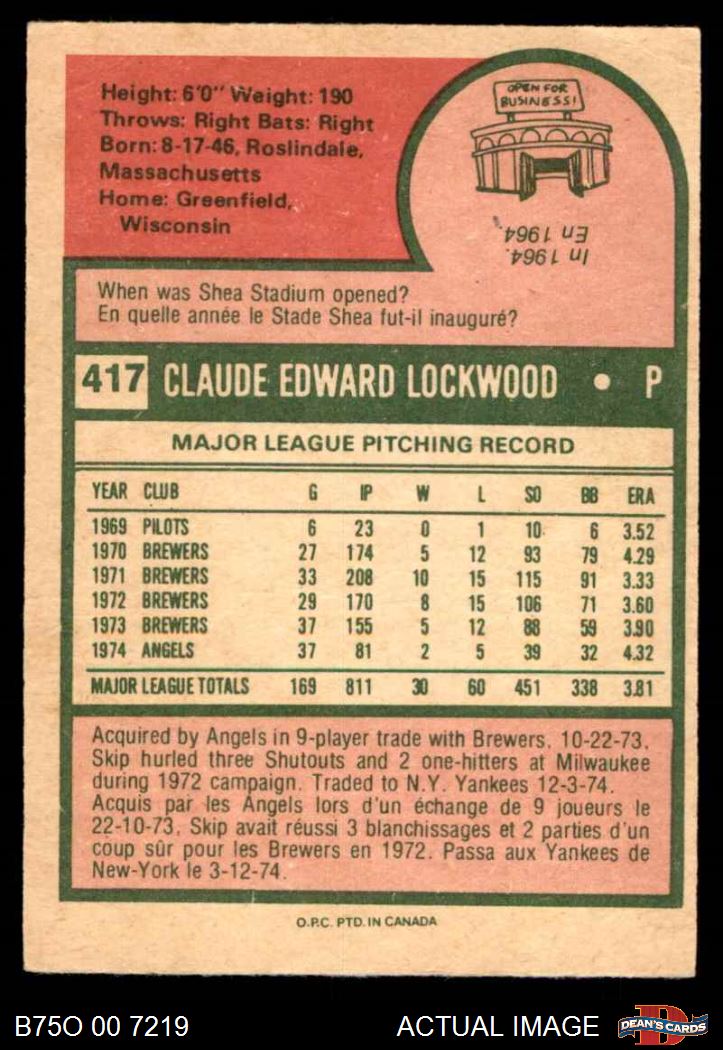 Height: 6'0" Weight: 190
Throws: Right Bats: Right
Born: 8-17-46, Roslindale,
Massachusetts
Home: Greenfield,
Wisconsin
OPEN FOR
BUSINESS!
In 1964.
En 1964.
When was Shea Stadium opened?
En quelle année le Stade Shea fut-il inauguré?
417 CLAUDE EDWARD LOCKWOOD • P
MAJOR LEAGUE PITCHING RECORD
YEAR CLUB G IP W L SO BB ERA
1969 PILOTS 6 23 0 1 10 6 3.52
1970 BREWERS 27 174 5 12 93 79 4.29
1971 BREWERS 33 208 10 15 115 91 3.33
1972 BREWERS 29 170 8 15 106 71 3.60
1973 BREWERS 37 155 5 12 88 59 3.90
1974 ANGELS 37 81 2 5 39 32 4.32
MAJOR LEAGUE TOTALS 169 811 30 60 451 338 3.81
Acquired by Angels in 9-player trade with Brewers, 10-22-73.
Skip hurled three Shutouts and 2 one-hitters at Milwaukee
during 1972 campaign. Traded to N.Y. Yankees 12-3-74.
Acquis par les Angels lors d'un échange de 9 joueurs le
22-10-73. Skip avait réussi 3 blanchissages et 2 parties d'un
coup sûr pour les Brewers en 1972. Passa aux Yankees de
New-York le 3-12-74.
O.P.C. PTD. IN CANADA
B75O 00 7219 ACTUAL IMAGE DEAN'S CARDS